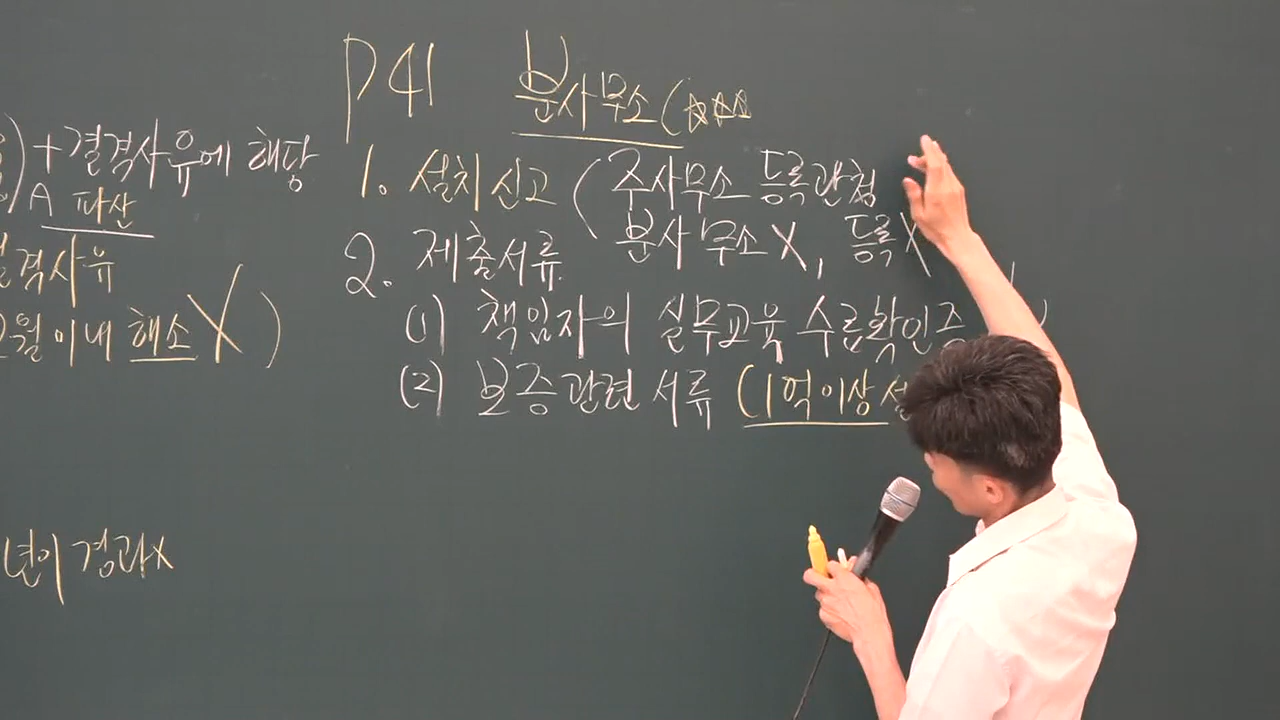 +결격사유에 해당
A 파산
격사유
월 이내 해소 X )
년이 경과x
P41 분사무소 (☆☆☆
1. 설치신고 ( 주사무소 등록관청
분사무소 X, 등록 X
2. 제출서류
(1) 책임자의 실무교육 수료확인증
(2) 보증관련 서류 (1억이상